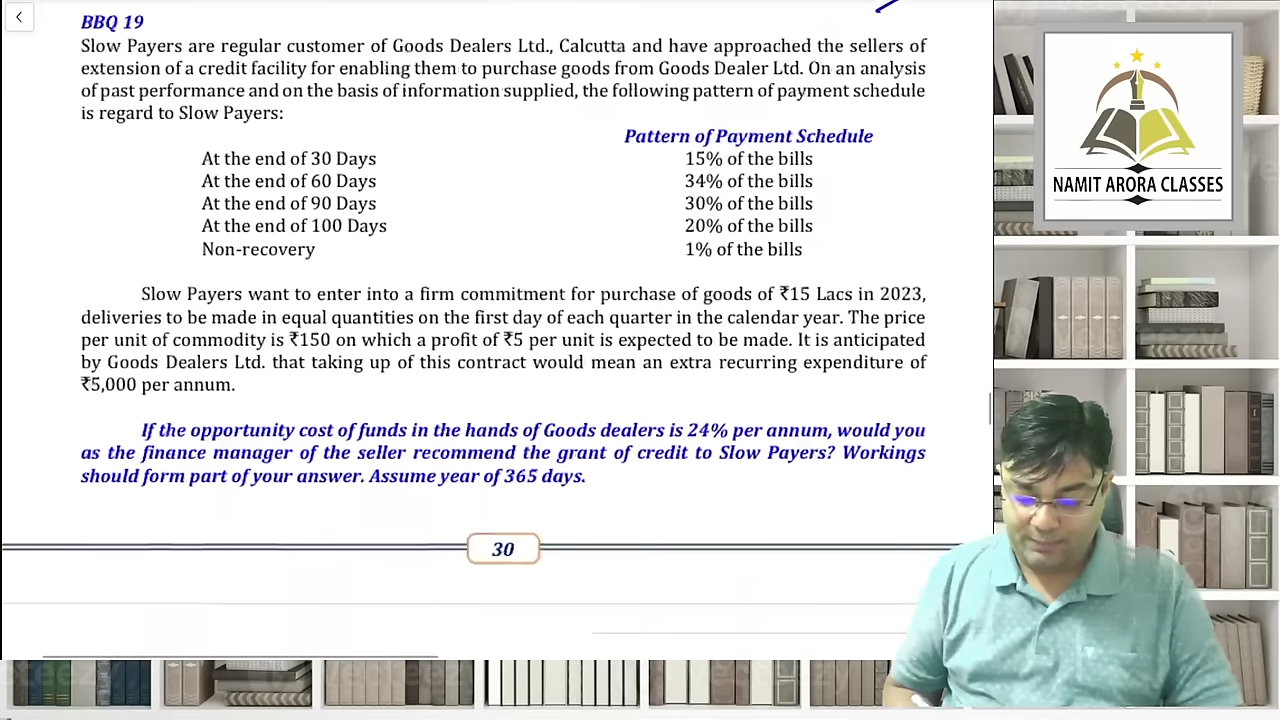 BBQ 19
Slow Payers are regular customer of Goods Dealers Ltd., Calcutta and have approached the sellers of
extension of a credit facility for enabling them to purchase goods from Goods Dealer Ltd. On an analysis
of past performance and on the basis of information supplied, the following pattern of payment schedule
is regard to Slow Payers:
Pattern of Payment Schedule
At the end of 30 Days 15% of the bills
At the end of 60 Days 34% of the bills
At the end of 90 Days 30% of the bills
At the end of 100 Days 20% of the bills
Non-recovery 1% of the bills
Slow Payers want to enter into a firm commitment for purchase of goods of ₹15 Lacs in 2023,
deliveries to be made in equal quantities on the first day of each quarter in the calendar year. The price
per unit of commodity is ₹150 on which a profit of ₹5 per unit is expected to be made. It is anticipated
by Goods Dealers Ltd. that taking up of this contract would mean an extra recurring expenditure of
₹5,000 per annum.
If the opportunity cost of funds in the hands of Goods dealers is 24% per annum, would you
as the finance manager of the seller recommend the grant of credit to Slow Payers? Workings
should form part of your answer. Assume year of 365 days.
30
NAMIT ARORA CLASSES